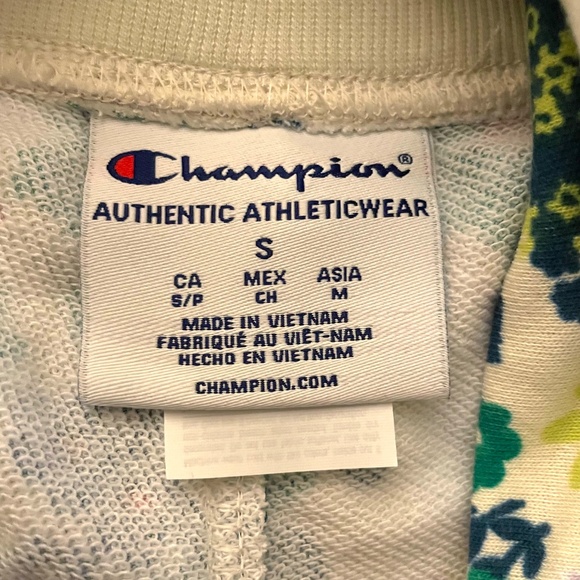 Champion®
AUTHENTIC ATHLETICWEAR
S
CA MEX ASIA
S/P CH M
MADE IN VIETNAM
FABRIQUÉ AU VIÊT-NAM
HECHO EN VIETNAM
CHAMPION.COM